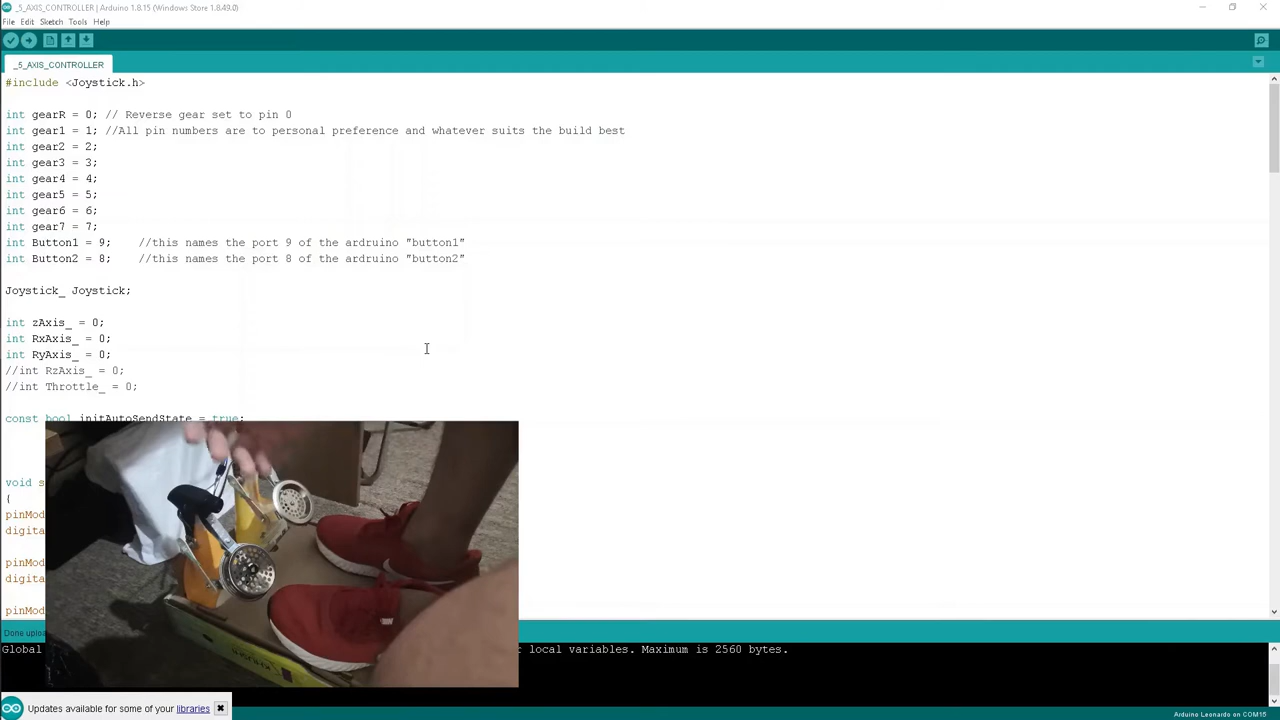 _5_AXIS_CONTROLLER | Arduino 1.8.15 (Windows Store 1.8.49.0)
File Edit Sketch Tools Help
_5_AXIS_CONTROLLER
#include <Joystick.h>
int gearR = 0; // Reverse gear set to pin 0
int gear1 = 1; //All pin numbers are to personal preference and whatever suits the build best
int gear2 = 2;
int gear3 = 3;
int gear4 = 4;
int gear5 = 5;
int gear6 = 6;
int gear7 = 7;
int Button1 = 9; //this names the port 9 of the ardruino "button1"
int Button2 = 8; //this names the port 8 of the ardruino "button2"
Joystick_ Joystick;
int zAxis_ = 0;
int RxAxis_ = 0;
int RyAxis_ = 0;
//int RzAxis_ = 0;
//int Throttle_ = 0;
const bool initAutoSendState = true;
void s
{
pinMod
digita
pinMod
digita
pinMod
Done uploa
Global r local variables. Maximum is 2560 bytes.
Updates available for some of your libraries
Arduino Leonardo on COM15